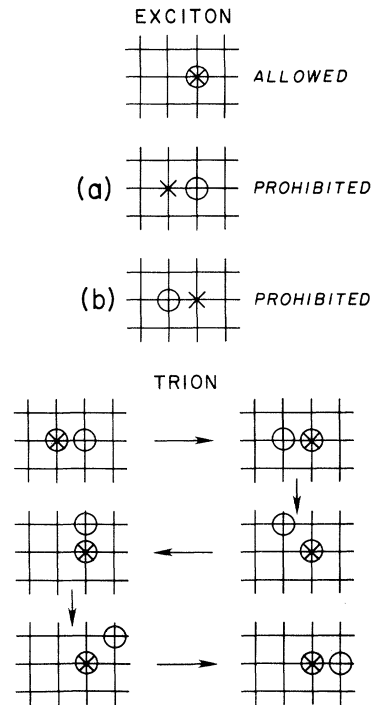 EXCITON
ALLOWED
(a) PROHIBITED
(b) PROHIBITED
TRION